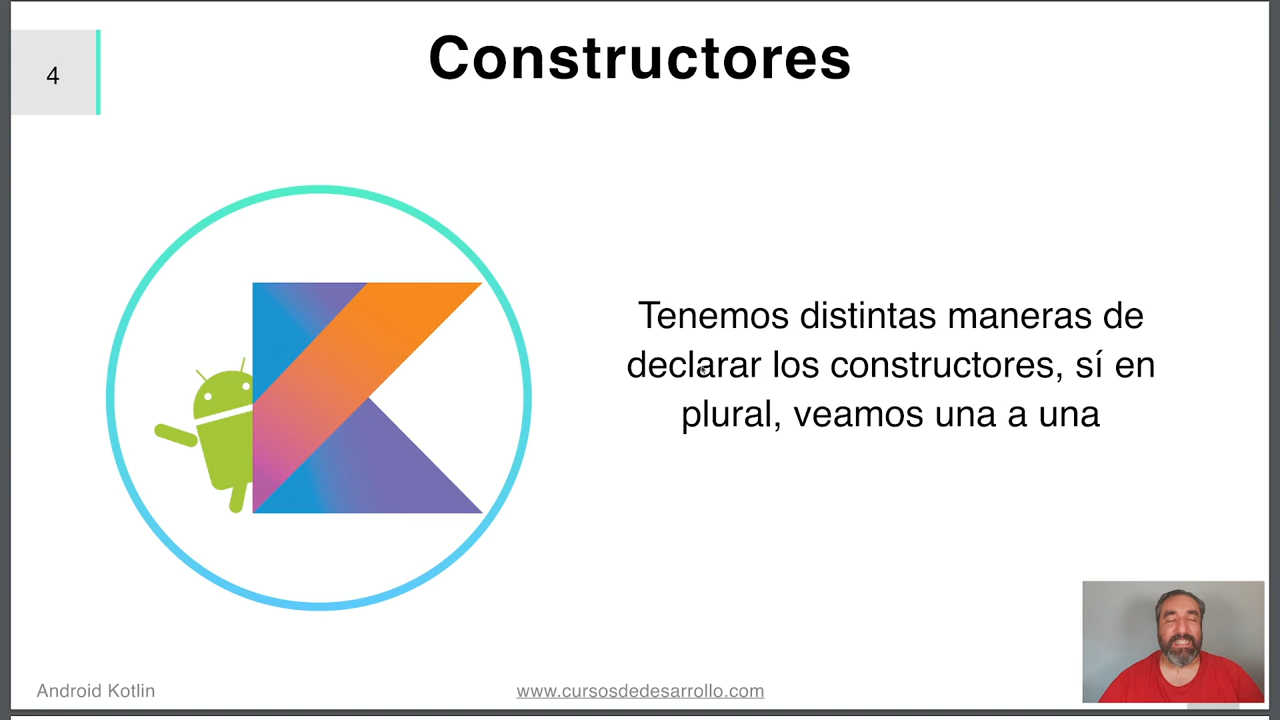 4
Constructores
Tenemos distintas maneras de
declarar los constructores, sí en
plural, veamos una a una
Android Kotlin
www.cursosdedesarrollo.com